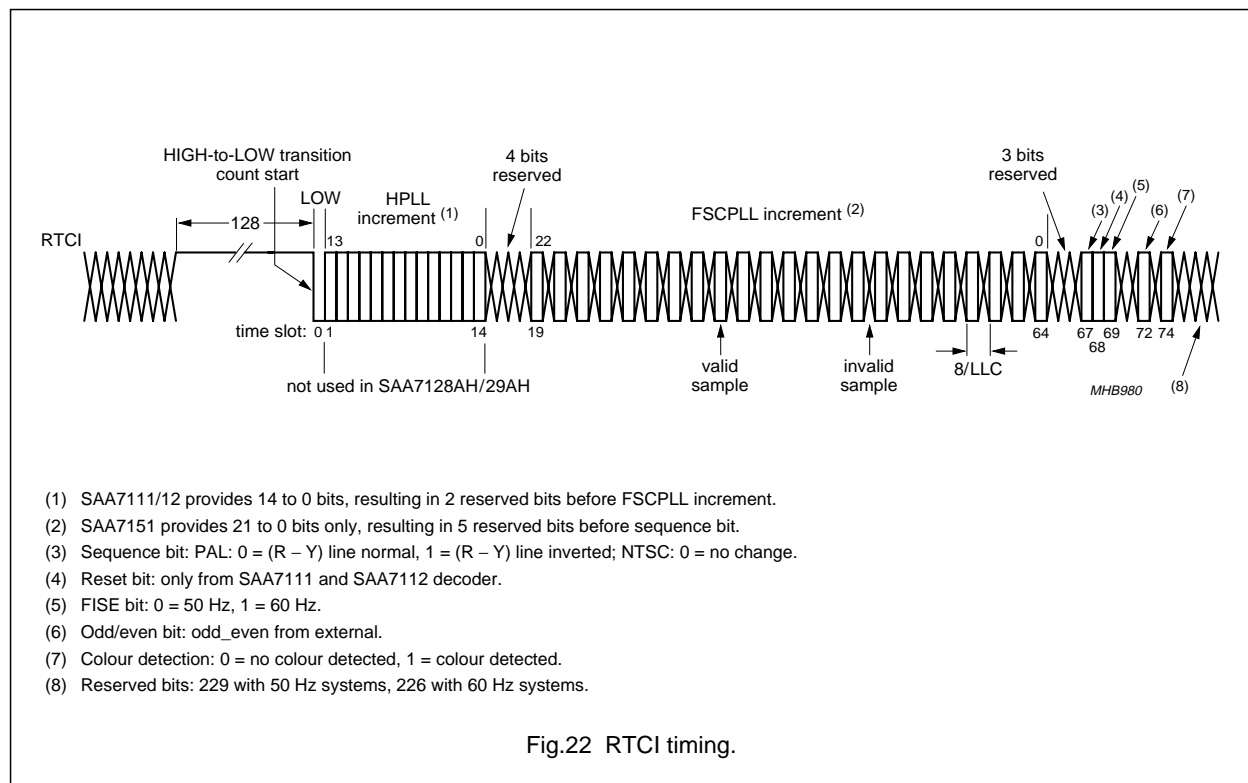 HIGH-to-LOW transition
count start
4 bits
reserved
3 bits
reserved
LOW
HPLL
increment (1)
FSCPLL increment (2)
(3)
(4)
(5)
(6)
(7)
128
RTCI
13
0
22
0
time slot:
0 1
14
19
64
67
68
69
72
74
not used in SAA7128AH/29AH
valid
sample
invalid
sample
8/LLC
MHB980
(8)
(1) SAA7111/12 provides 14 to 0 bits, resulting in 2 reserved bits before FSCPLL increment.
(2) SAA7151 provides 21 to 0 bits only, resulting in 5 reserved bits before sequence bit.
(3) Sequence bit: PAL: 0 = (R − Y) line normal, 1 = (R − Y) line inverted; NTSC: 0 = no change.
(4) Reset bit: only from SAA7111 and SAA7112 decoder.
(5) FISE bit: 0 = 50 Hz, 1 = 60 Hz.
(6) Odd/even bit: odd_even from external.
(7) Colour detection: 0 = no colour detected, 1 = colour detected.
(8) Reserved bits: 229 with 50 Hz systems, 226 with 60 Hz systems.
Fig.22 RTCI timing.